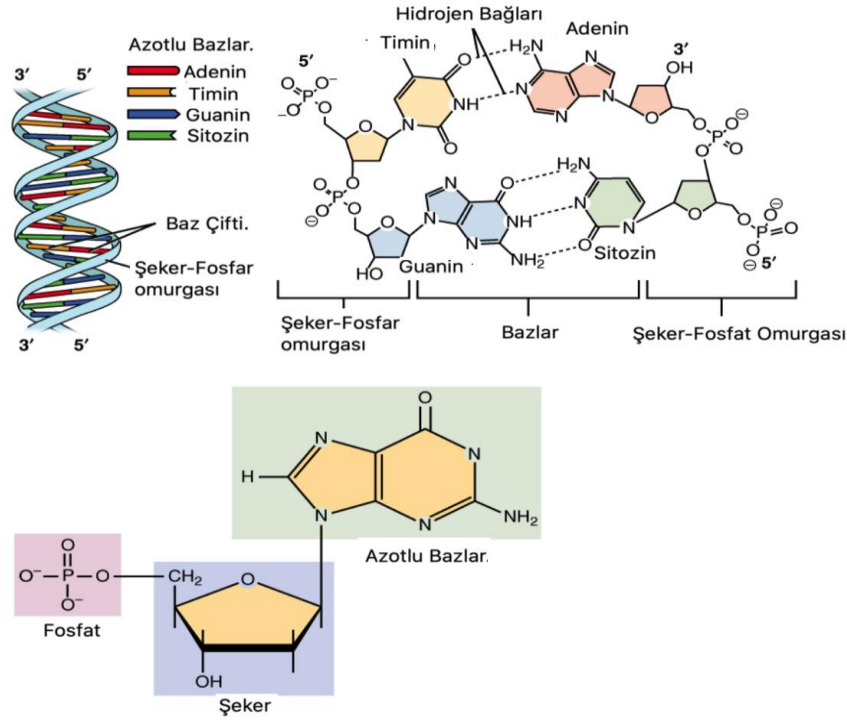 Hidrojen Bağları
Azotlu Bazlar.
Adenin
Timin
Guanin
Sitozin
3′ 5′
Baz Çifti.
Şeker-Fosfar
omurgası
3′ 5′
5′
Timin
Adenin
3′
O
H₂N
N
N
OH
O
P
O⁻
⁻O
O
NH
N
N
N
O
O
O
N
O
O
O
P
O
⊖
O
O
O
⊖
P
O
O
H₂N
O⁺
P
O
⊖
O
O
N
N
O
NH
N
N
NH₂
N
N
O
O
O
P
O
O
⊖
⊖ 5′
HO
Guanin
Sitozin
Şeker-Fosfar
omurgası
Bazlar
Şeker-Fosfat Omurgası
O
N
N
H
N
N
NH₂
Azotlu Bazlar.
O
O⁻
P
O
O⁻
CH₂
O
Fosfat
OH
Şeker